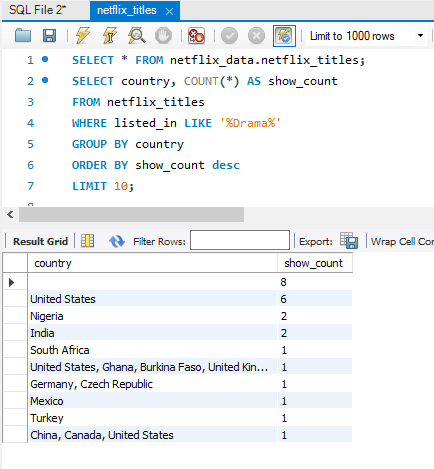 SQL File 2* netflix_titles
Limit to 1000 rows
1 SELECT * FROM netflix_data.netflix_titles;
2 SELECT country, COUNT(*) AS show_count
3 FROM netflix_titles
4 WHERE listed_in LIKE '%Drama%'
5 GROUP BY country
6 ORDER BY show_count desc
7 LIMIT 10;
Result Grid Filter Rows: Export: Wrap Cell Cor
country show_count
8
United States 6
Nigeria 2
India 2
South Africa 1
United States, Ghana, Burkina Faso, United Kin... 1
Germany, Czech Republic 1
Mexico 1
Turkey 1
China, Canada, United States 1